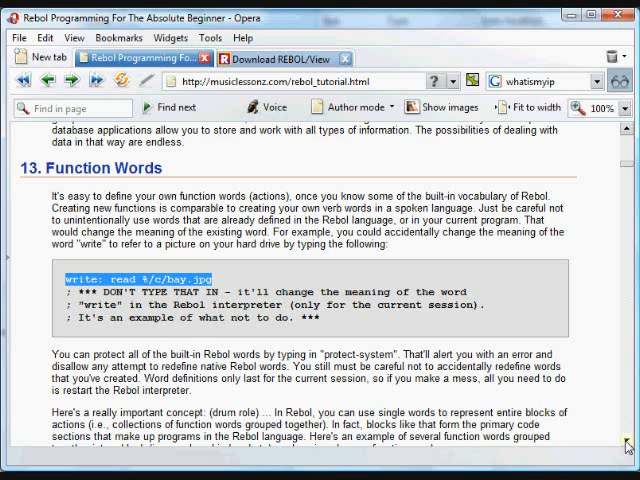 Rebol Programming For The Absolute Beginner - Opera
File Edit View Bookmarks Widgets Tools Help
New tab Rebol Programming Fo... Download REBOL/View
http://musiclessonz.com/rebol_tutorial.html ? whatismyip
Find in page Find next Voice Author mode Show images Fit to width 100%
database applications allow you to store and work with all types of information. The possibilities of dealing with
data in that way are endless.
13. Function Words
It's easy to define your own function words (actions), once you know some of the built-in vocabulary of Rebol.
Creating new functions is comparable to creating your own verb words in a spoken language. Just be careful not
to unintentionally use words that are already defined in the Rebol language, or in your current program. That
would change the meaning of the existing word. For example, you could accidentally change the meaning of the
word "write" to refer to a picture on your hard drive by typing the following:
write: read %/c/bay.jpg
; *** DON'T TYPE THAT IN - it'll change the meaning of the word
; "write" in the Rebol interpreter (only for the current session).
; It's an example of what not to do. ***
You can protect all of the built-in Rebol words by typing in "protect-system". That'll alert you with an error and
disallow any attempt to redefine native Rebol words. You still must be careful not to accidentally redefine words
that you've created. Word definitions only last for the current session, so if you make a mess, all you need to do
is restart the Rebol interpreter.
Here's a really important concept: (drum role) ... In Rebol, you can use single words to represent entire blocks of
actions (i.e., collections of function words grouped together). In fact, blocks like that form the primary code
sections that make up programs in the Rebol language. Here's an example of several function words grouped